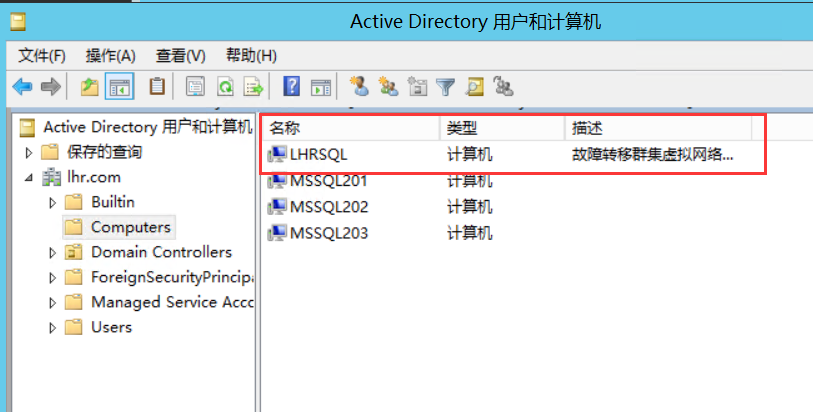 Active Directory 用户和计算机
文件(F) 操作(A) 查看(V) 帮助(H)
Active Directory 用户和计算机
保存的查询
lhr.com
Builtin
Computers
Domain Controllers
ForeignSecurityPrincipa
Managed Service Acco
Users
名称 类型 描述
LHRSQL 计算机 故障转移群集虚拟网络...
MSSQL201 计算机
MSSQL202 计算机
MSSQL203 计算机